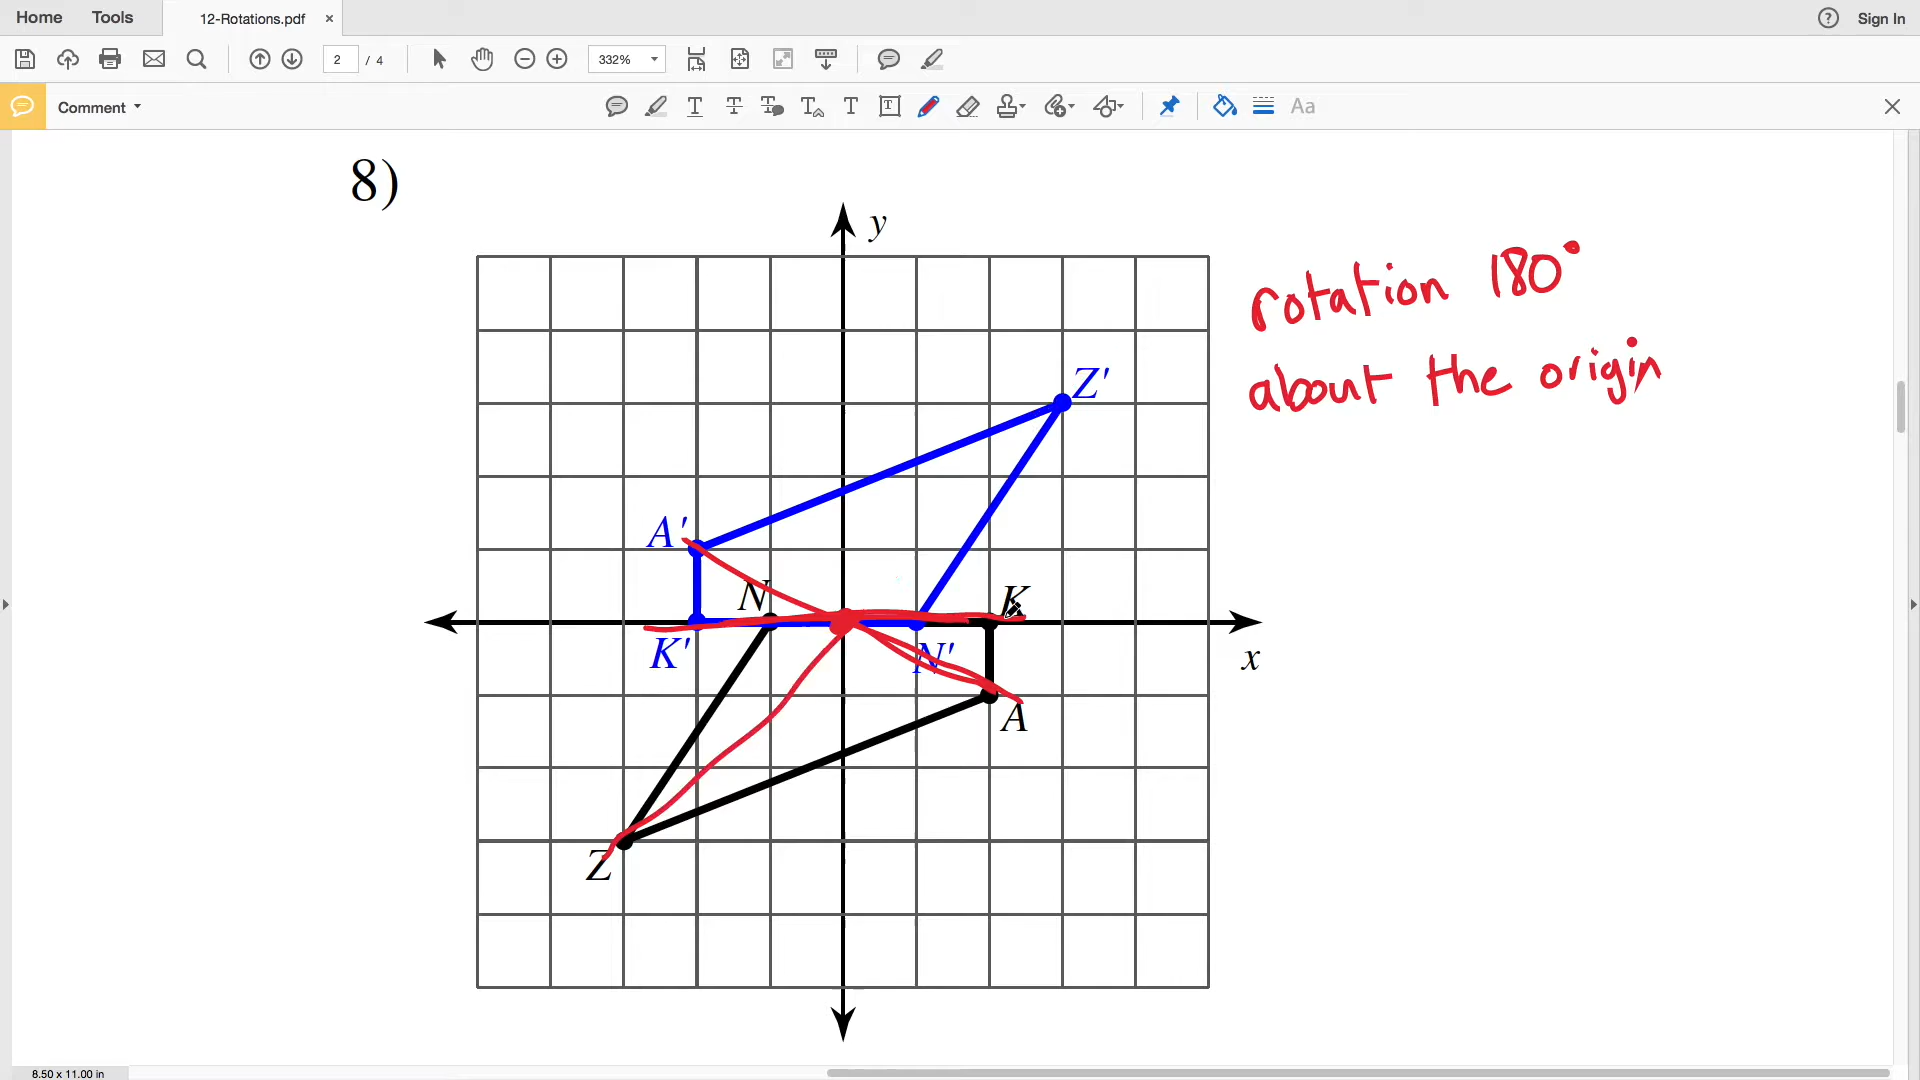 Home Tools 12-Rotations.pdf × ? Sign In
2 / 4 332%
Comment T T T T T T Aa
8)
y
rotation 180°
about the origin
Z'
A'
N K
K' N'
x
A
Z
8.50 x 11.00 in